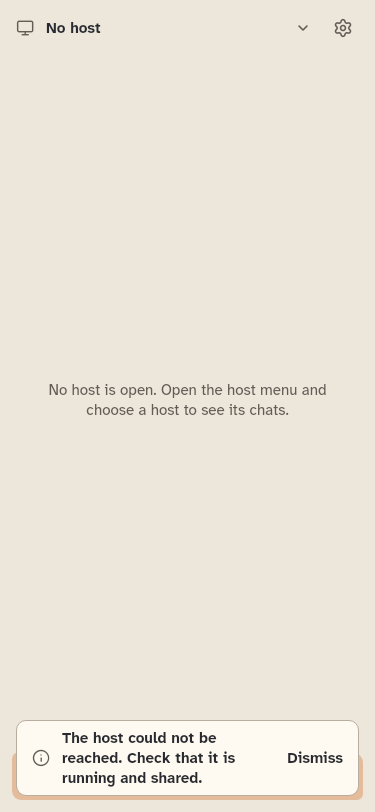 No host
No host is open. Open the host menu and
choose a host to see its chats.
The host could not be
reached. Check that it is
running and shared.
Dismiss